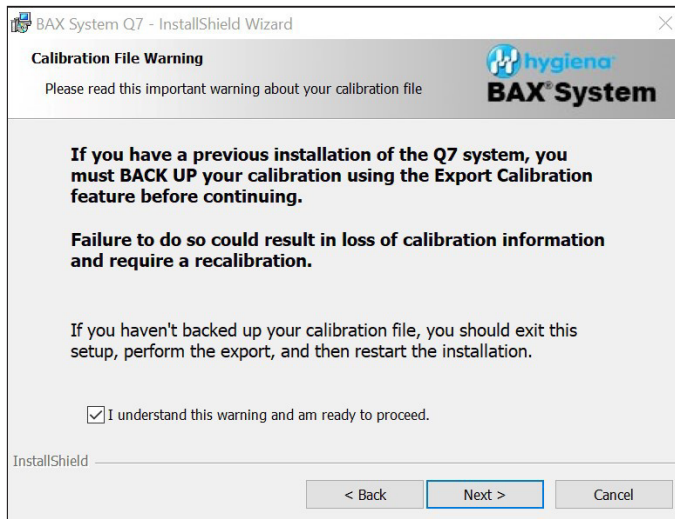 BAX System Q7 - InstallShield Wizard
Calibration File Warning
Please read this important warning about your calibration file
hygiena
BAX® System
If you have a previous installation of the Q7 system, you
must BACK UP your calibration using the Export Calibration
feature before continuing.
Failure to do so could result in loss of calibration information
and require a recalibration.
If you haven't backed up your calibration file, you should exit this
setup, perform the export, and then restart the installation.
I understand this warning and am ready to proceed.
InstallShield
< Back
Next >
Cancel